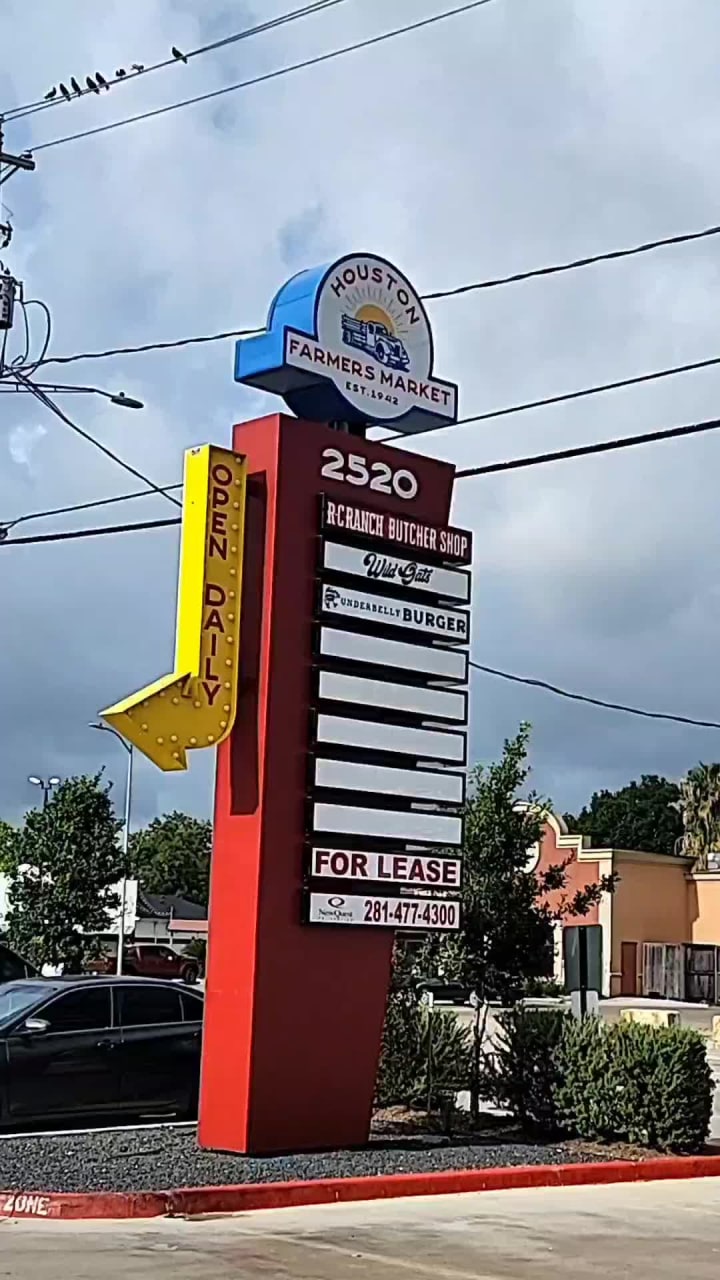 HOUSTON
FARMERS MARKET
EST. 1942
2520
OPEN DAILY
R-C RANCH BUTCHER SHOP
Wild Oats
UNDERBELLY BURGER
FOR LEASE
NewQuest
281-477-4300
ZONE